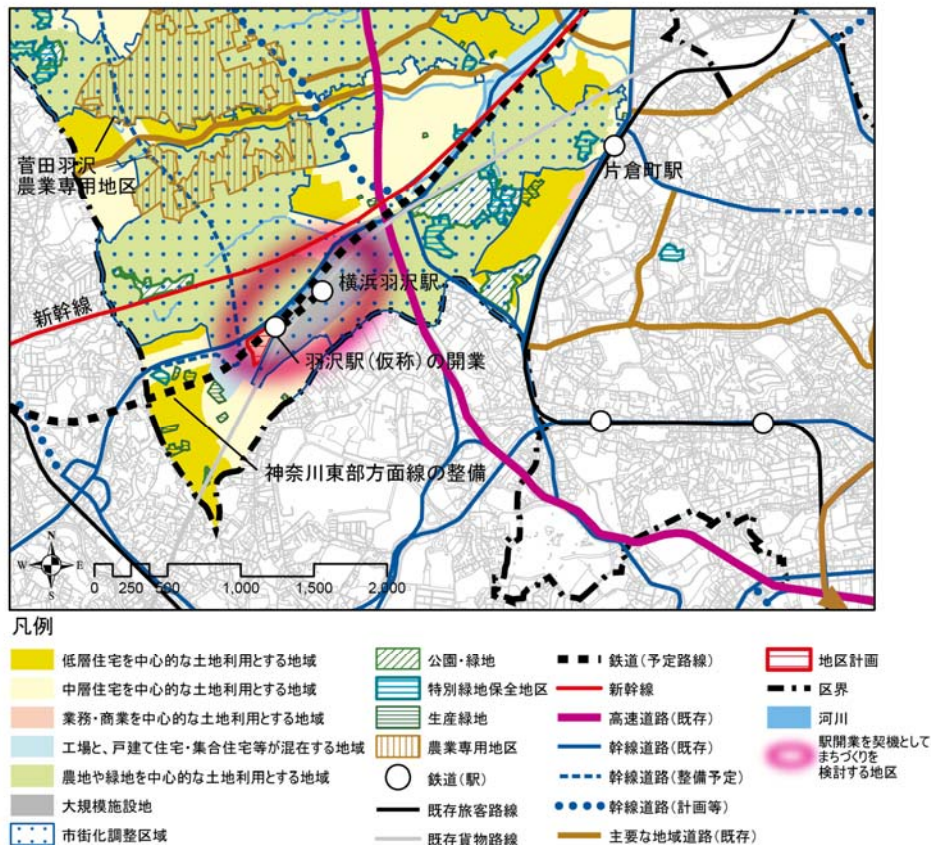 菅田羽沢
農業専用地区
片倉町駅
横浜羽沢駅
新幹線
羽沢駅(仮称)の開業
神奈川東部方面線の整備
N
W E
S
0 250 500 1,000 1,500 2,000
凡例
低層住宅を中心的な土地利用とする地域
中層住宅を中心的な土地利用とする地域
業務・商業を中心的な土地利用とする地域
工場と、戸建て住宅・集合住宅等が混在する地域
農地や緑地を中心的な土地利用とする地域
大規模施設地
市街化調整区域
公園・緑地
特別緑地保全地区
生産緑地
農業専用地区
鉄道(駅)
既存旅客路線
既存貨物路線
鉄道(予定路線)
新幹線
高速道路(既存)
幹線道路(既存)
幹線道路(整備予定)
幹線道路(計画等)
主要な地域道路(既存)
地区計画
区界
河川
駅開業を契機として
まちづくりを
検討する地区